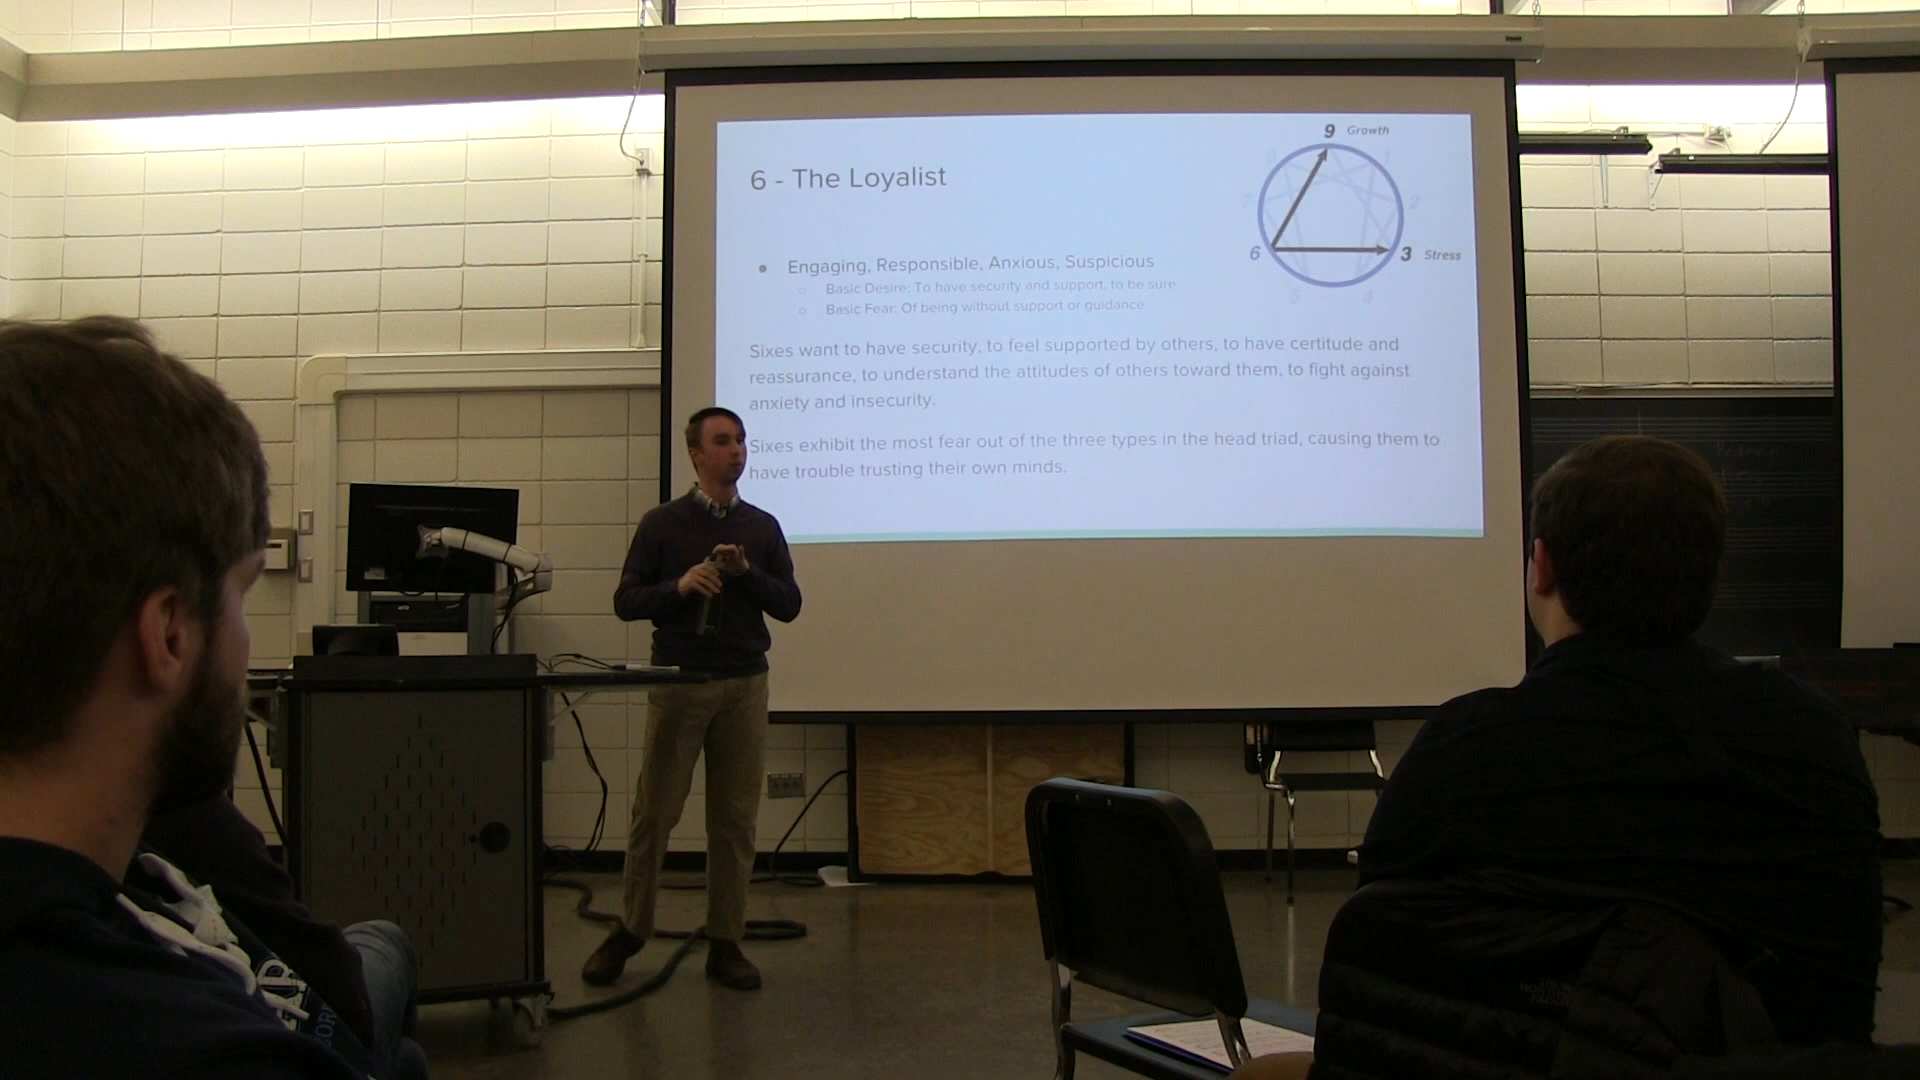 9 Growth
6 - The Loyalist
7
2
6
3 Stress
5
4
Engaging, Responsible, Anxious, Suspicious
Basic Desire: To have security and support, to be sure
Basic Fear: Of being without support or guidance
Sixes want to have security, to feel supported by others, to have certitude and
reassurance, to understand the attitudes of others toward them, to fight against
anxiety and insecurity.
Sixes exhibit the most fear out of the three types in the head triad, causing them to
have trouble trusting their own minds.